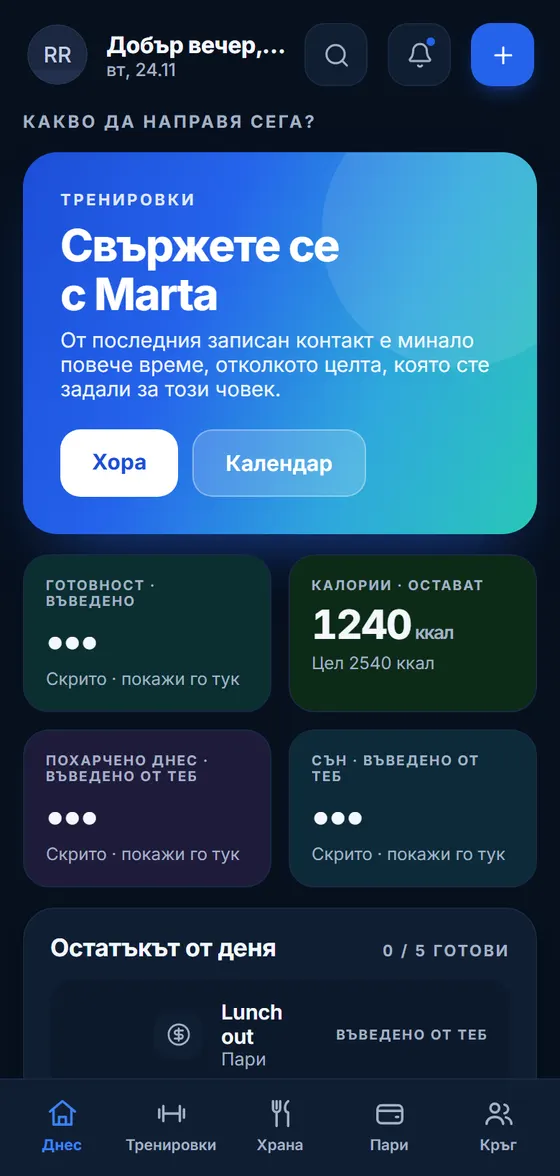 RR
Добър вечер,...
вт, 24.11
КАКВО ДА НАПРАВЯ СЕГА?
ТРЕНИРОВКИ
Свържете се
с Marta
От последния записан контакт е минало
повече време, отколкото целта, която сте
задали за този човек.
Хора
Календар
ГОТОВНОСТ ·
ВЪВЕДЕНО
●●●
Скрито · покажи го тук
КАЛОРИИ · ОСТАВАТ
1240 ккал
Цел 2540 ккал
ПОХАРЧЕНО ДНЕС ·
ВЪВЕДЕНО ОТ ТЕБ
●●●
Скрито · покажи го тук
СЪН · ВЪВЕДЕНО ОТ
ТЕБ
●●●
Скрито · покажи го тук
Остатъкът от деня
0 / 5 ГОТОВИ
Lunch
out
Пари
ВЪВЕДЕНО ОТ ТЕБ
Днес
Тренировки
Храна
Пари
Кръг